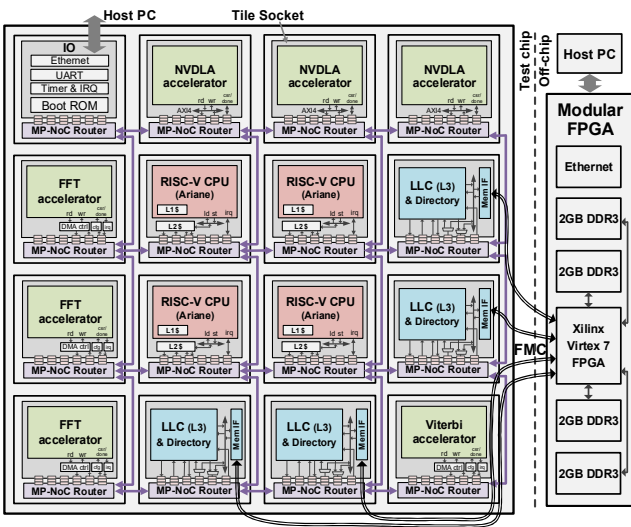 Host PC
Tile Socket
IO
Ethernet
UART
Timer & IRQ
Boot ROM
MP-NoC Router
NVDLA
accelerator
rd wr
csr/
done
AXI4
MP-NoC Router
NVDLA
accelerator
rd wr
csr/
done
AXI4
MP-NoC Router
NVDLA
accelerator
rd wr
csr/
done
AXI4
MP-NoC Router
FFT
accelerator
rd wr
csr/
done
DMA ctrl cfg irq
MP-NoC Router
RISC-V CPU
(Ariane)
L1$
ld st irq
L2$
MP-NoC Router
RISC-V CPU
(Ariane)
L1$
ld st irq
L2$
MP-NoC Router
LLC (L3)
& Directory
Mem IF
MP-NoC Router
FFT
accelerator
rd wr
csr/
done
DMA ctrl cfg irq
MP-NoC Router
RISC-V CPU
(Ariane)
L1$
ld st irq
L2$
MP-NoC Router
RISC-V CPU
(Ariane)
L1$
ld st irq
L2$
MP-NoC Router
LLC (L3)
& Directory
Mem IF
MP-NoC Router
FFT
accelerator
rd wr
csr/
done
DMA ctrl cfg irq
MP-NoC Router
LLC (L3)
& Directory
Mem IF
MP-NoC Router
LLC (L3)
& Directory
Mem IF
MP-NoC Router
Viterbi
accelerator
rd wr
csr/
done
DMA ctrl cfg irq
MP-NoC Router
Test chip
Off-chip
FMC
Host PC
Modular
FPGA
Ethernet
2GB DDR3
2GB DDR3
Xilinx
Virtex 7
FPGA
2GB DDR3
2GB DDR3